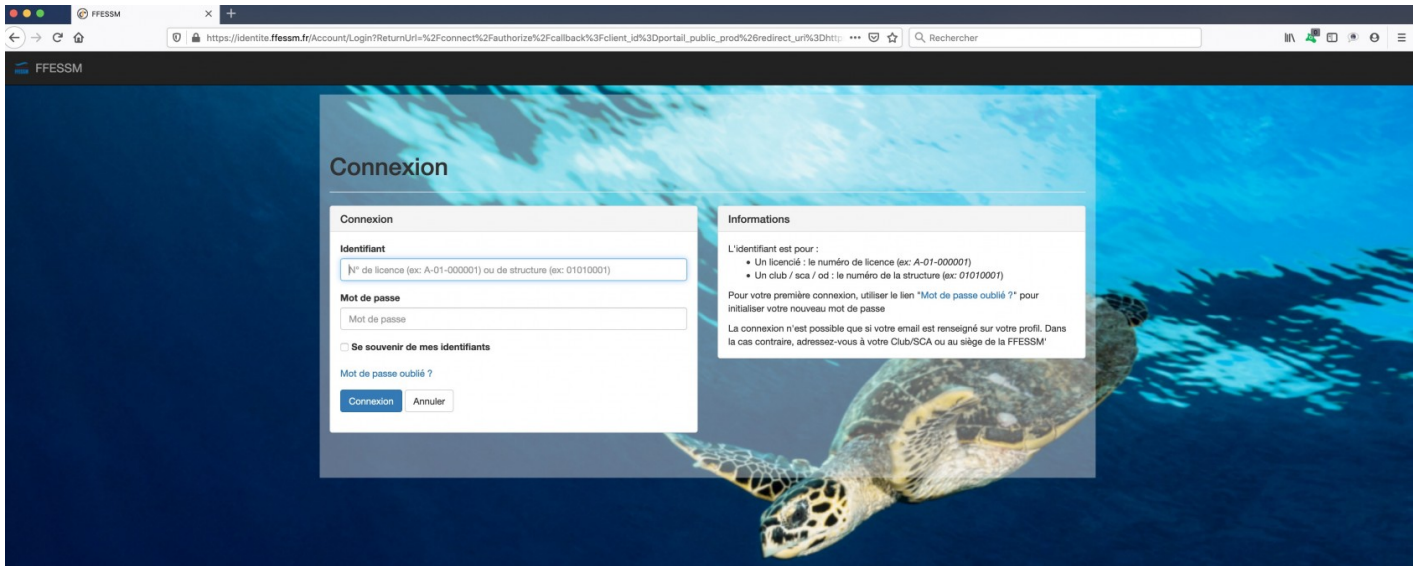 FFESSM
https://identite.ffessm.fr/Account/Login?ReturnUrl=%2Fconnect%2Fauthorize%2Fcallback%3Fclient_id%3Dportail_public_prod%26redirect_uri%3Dhttp
Rechercher
FFESSM
Connexion
Connexion
Identifiant
N° de licence (ex: A-01-000001) ou de structure (ex: 01010001)
Mot de passe
Mot de passe
Se souvenir de mes identifiants
Mot de passe oublié ?
Connexion Annuler
Informations
L'identifiant est pour :
• Un licencié : le numéro de licence (ex: A-01-000001)
• Un club / sca / od : le numéro de la structure (ex: 01010001)
Pour votre première connexion, utiliser le lien "Mot de passe oublié ?" pour
initialiser votre nouveau mot de passe
La connexion n'est possible que si votre email est renseigné sur votre profil. Dans
la cas contraire, adressez-vous à votre Club/SCA ou au siège de la FFESSM'